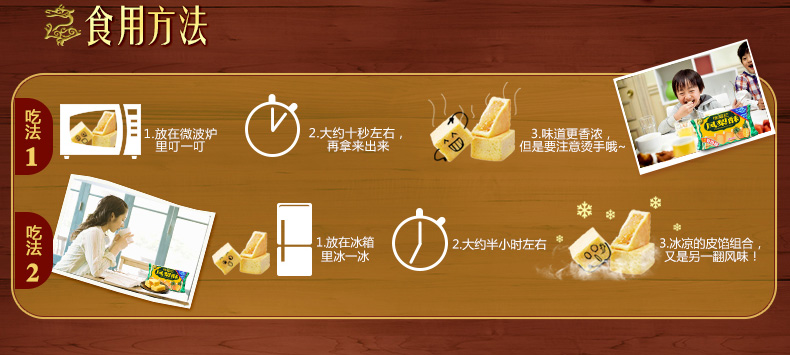 食用方法
吃法
1
1.放在微波炉
里叮一叮
2.大约十秒左右，
再拿来出来
3.味道更香浓，
但是要注意烫手哦~
凤梨酥
吃法
2
1.放在冰箱
里冰一冰
2.大约半小时左右
3.冰凉的皮馅组合，
又是另一翻风味！